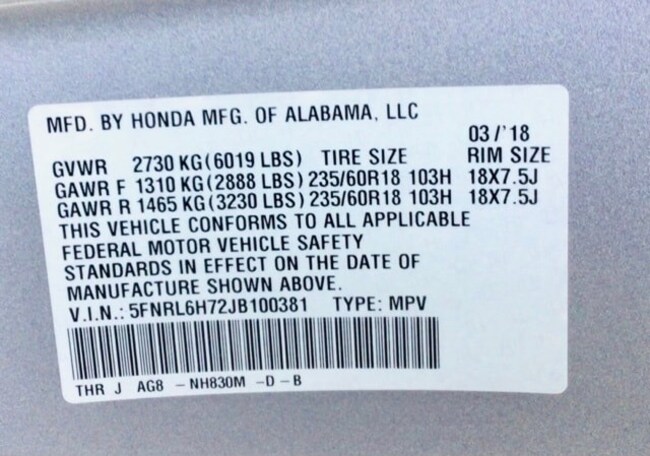 MFD. BY HONDA MFG. OF ALABAMA, LLC
03/'18
GVWR 2730 KG(6019 LBS) TIRE SIZE RIM SIZE
GAWR F 1310 KG(2888 LBS)235/60R18 103H 18X7.5J
GAWR R 1465 KG(3230 LBS)235/60R18 103H 18X7.5J
THIS VEHICLE CONFORMS TO ALL APPLICABLE
FEDERAL MOTOR VEHICLE SAFETY
STANDARDS IN EFFECT ON THE DATE OF
MANUFACTURE SHOWN ABOVE.
V.I.N.: 5FNRL6H72JB100381 TYPE: MPV
THR J AG8 - NH830M -D - B